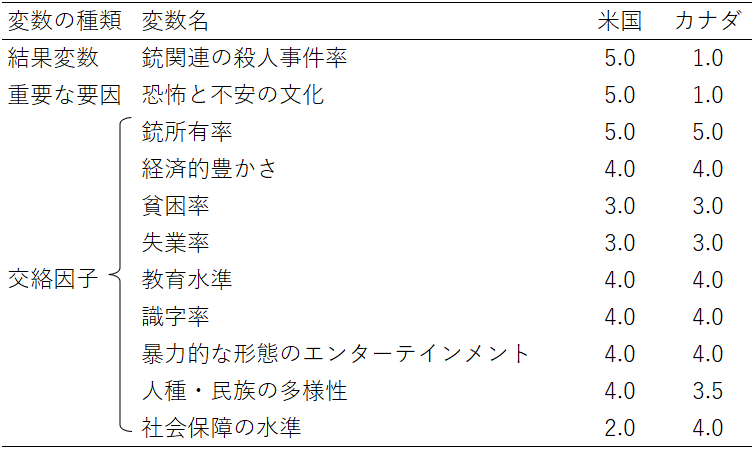 変数の種類 変数名 米国 カナダ
結果変数 銃関連の殺人事件率 5.0 1.0
重要な要因 恐怖と不安の文化 5.0 1.0
銃所有率 5.0 5.0
経済的豊かさ 4.0 4.0
貧困率 3.0 3.0
失業率 3.0 3.0
交絡因子 教育水準 4.0 4.0
識字率 4.0 4.0
暴力的な形態のエンターテインメント 4.0 4.0
人種・民族の多様性 4.0 3.5
社会保障の水準 2.0 4.0